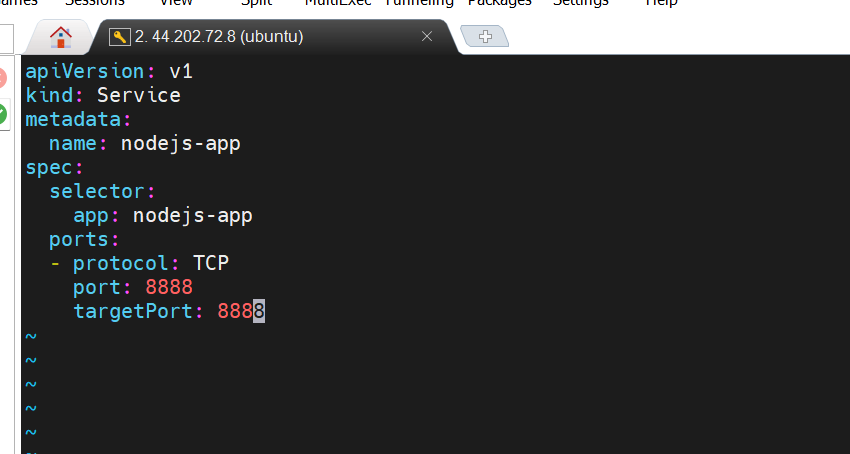 ames Sessions View Split MultiExec Tunneling Packages Settings Help
2. 44.202.72.8 (ubuntu)
apiVersion: v1
kind: Service
metadata:
  name: nodejs-app
spec:
  selector:
    app: nodejs-app
  ports:
  - protocol: TCP
    port: 8888
    targetPort: 8888
~
~
~
~
~
~